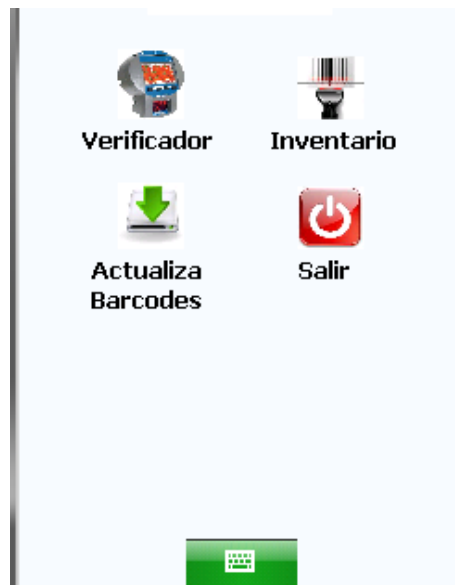 Verificador
Inventario
Actualiza
Barcodes
Salir